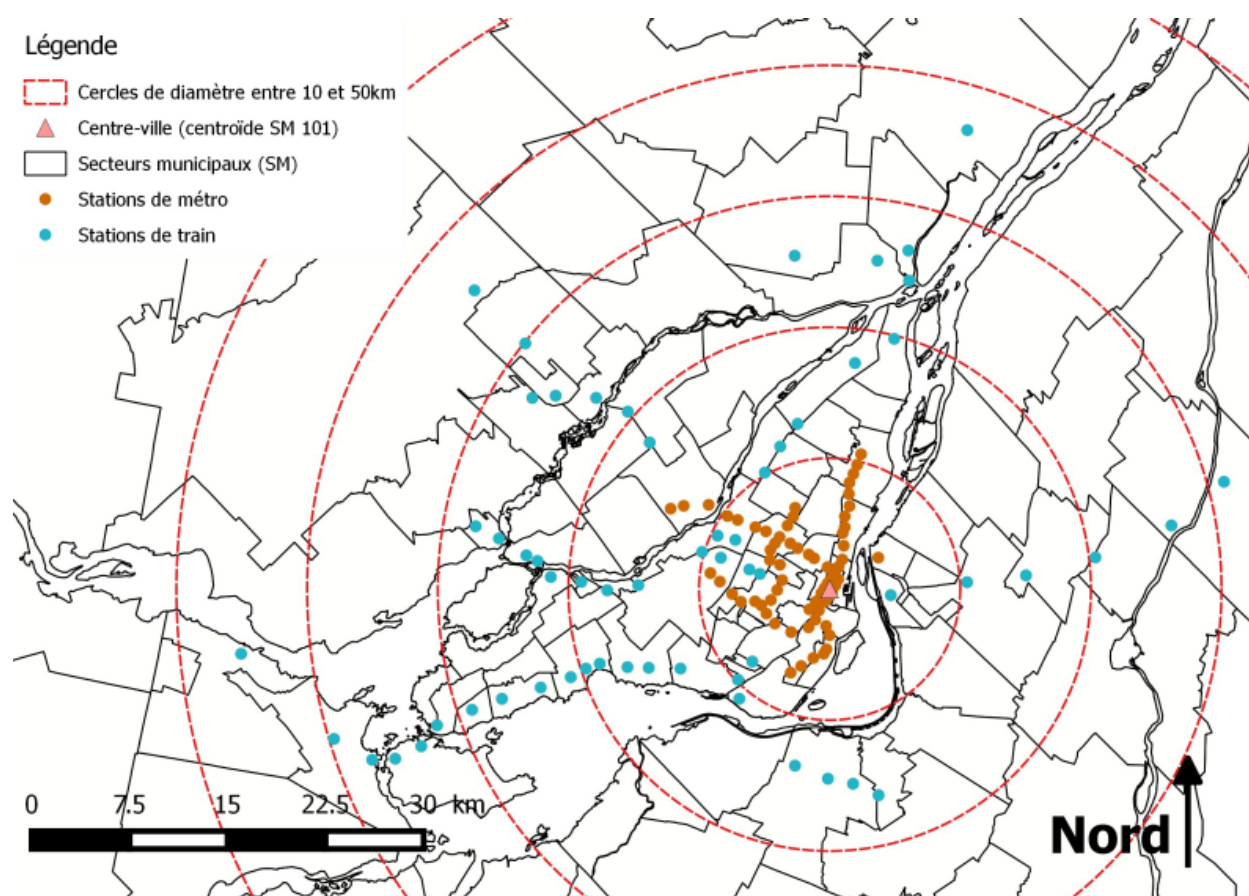 Légende
Cercles de diamètre entre 10 et 50km
Centre-ville (centroïde SM 101)
Secteurs municipaux (SM)
Stations de métro
Stations de train
0 7.5 15 22.5 30 km
Nord